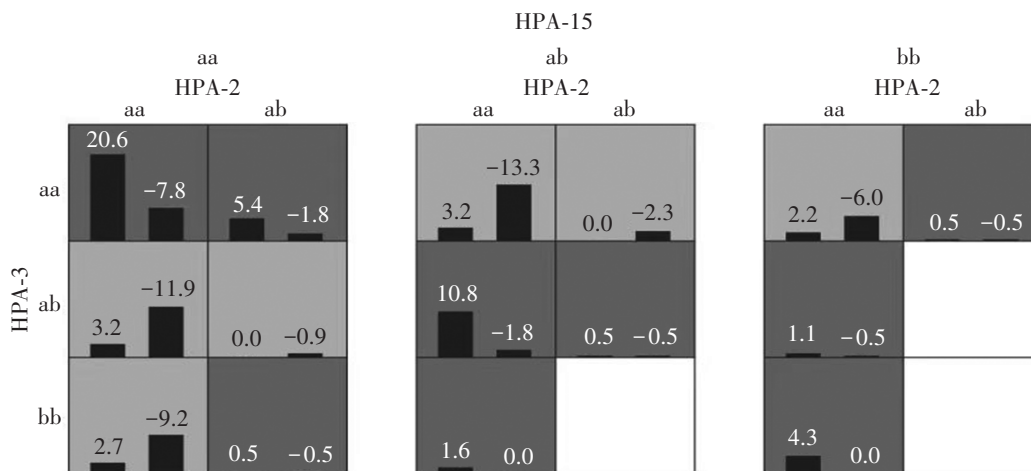 HPA-15
aa ab bb
HPA-2 HPA-2 HPA-2
aa ab aa ab aa ab
HPA-3
aa
20.6 −7.8 5.4 −1.8 3.2 −13.3 0.0 −2.3 2.2 −6.0 0.5 −0.5
ab
3.2 −11.9 0.0 −0.9 10.8 −1.8 0.5 −0.5 1.1 −0.5
bb
2.7 −9.2 0.5 −0.5 1.6 0.0 4.3 0.0